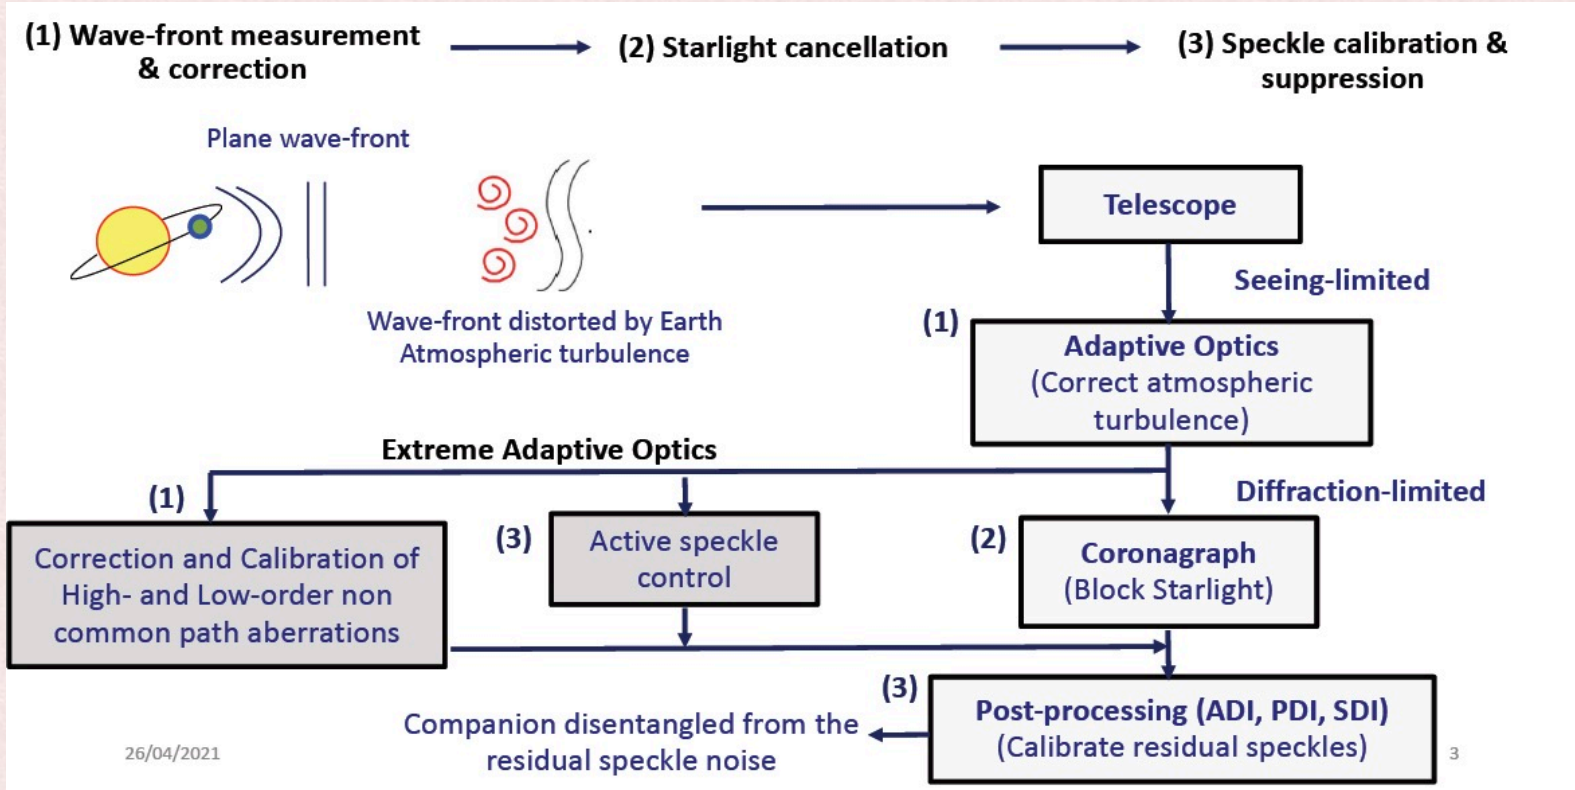 (1) Wave-front measurement
& correction
(2) Starlight cancellation
(3) Speckle calibration &
suppression
Plane wave-front
Wave-front distorted by Earth
Atmospheric turbulence
Telescope
Seeing-limited
(1)
Adaptive Optics
(Correct atmospheric
turbulence)
Extreme Adaptive Optics
Diffraction-limited
(1)
Correction and Calibration of
High- and Low-order non
common path aberrations
(3)
Active speckle
control
(2)
Coronagraph
(Block Starlight)
(3)
Post-processing (ADI, PDI, SDI)
(Calibrate residual speckles)
Companion disentangled from the
residual speckle noise
26/04/2021
3